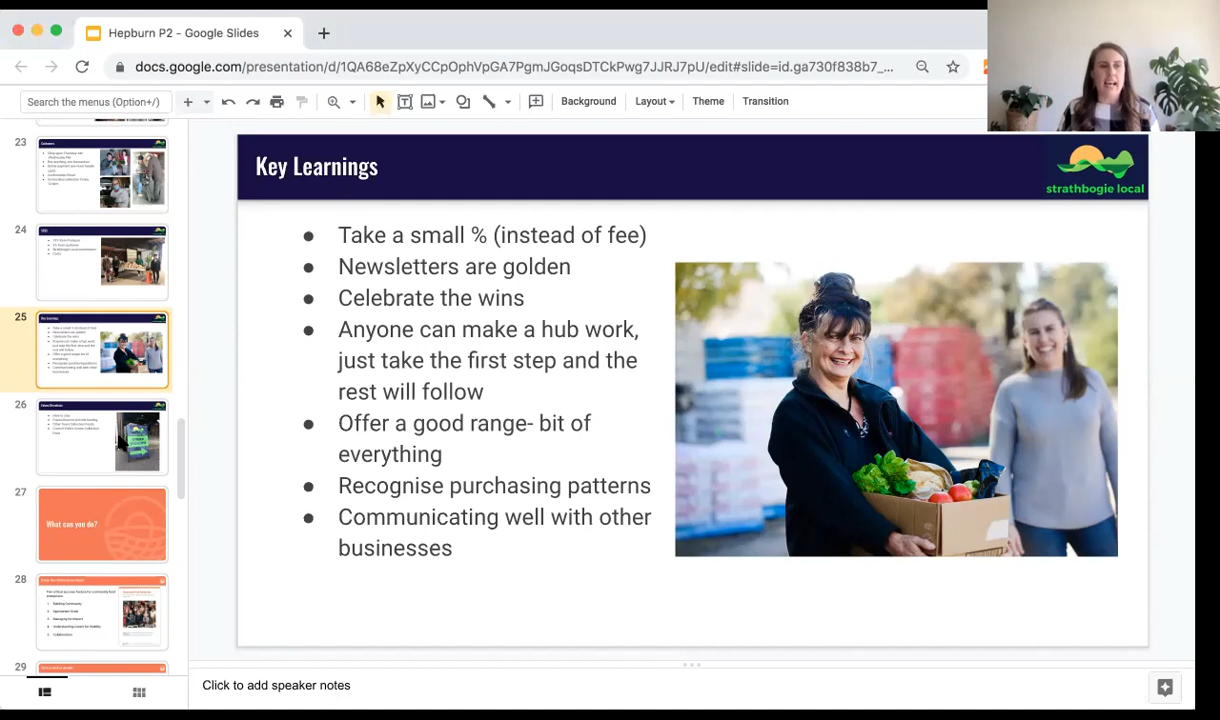 Hepburn P2 - Google Slides
docs.google.com/presentation/d/1QA68eZpXyCCpOphVpGA7PgmJGoqsDTCkPwg7JJRJ7pU/edit#slide=id.ga730f838b7_...
Search the menus (Option+/)
Background
Layout
Theme
Transition
23
24
25
26
27
What can you do?
28
29
Key Learnings
strathbogie local
● Take a small % (instead of fee)
● Newsletters are golden
● Celebrate the wins
● Anyone can make a hub work,
just take the first step and the
rest will follow
● Offer a good range- bit of
everything
● Recognise purchasing patterns
● Communicating well with other
businesses
Click to add speaker notes